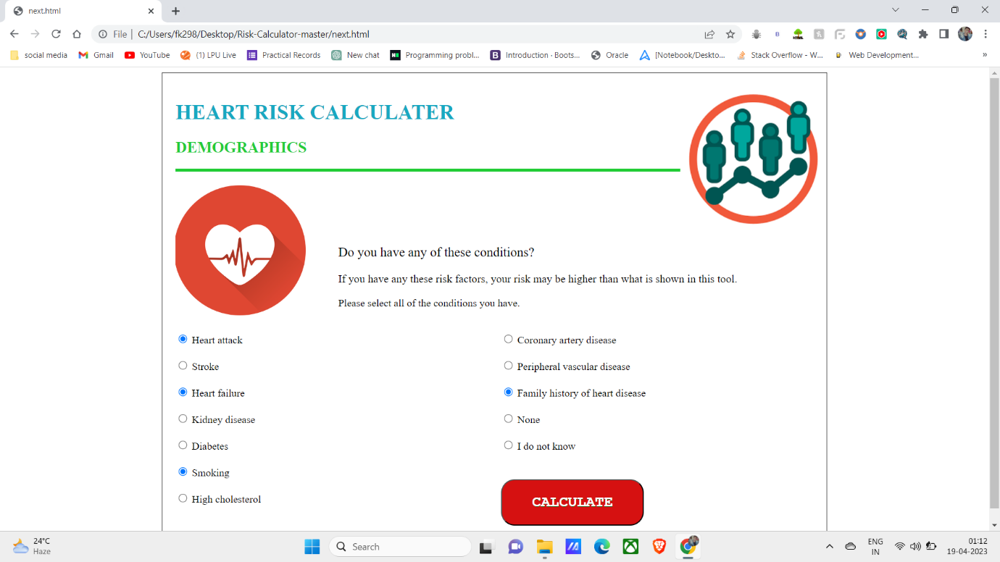 next.html
File | C:/Users/fk298/Desktop/Risk-Calculator-master/next.html
social media Gmail YouTube (1) LPU Live Practical Records New chat Programming probl... Introduction · Boots... Oracle [Notebook/Deskto... Stack Overflow - W... Web Development... »
HEART RISK CALCULATER
DEMOGRAPHICS
Do you have any of these conditions?
If you have any these risk factors, your risk may be higher than what is shown in this tool.
Please select all of the conditions you have.
Heart attack
Stroke
Heart failure
Kidney disease
Diabetes
Smoking
High cholesterol
Coronary artery disease
Peripheral vascular disease
Family history of heart disease
None
I do not know
CALCULATE
24°C
Haze
Search
ENG
IN
01:12
19-04-2023